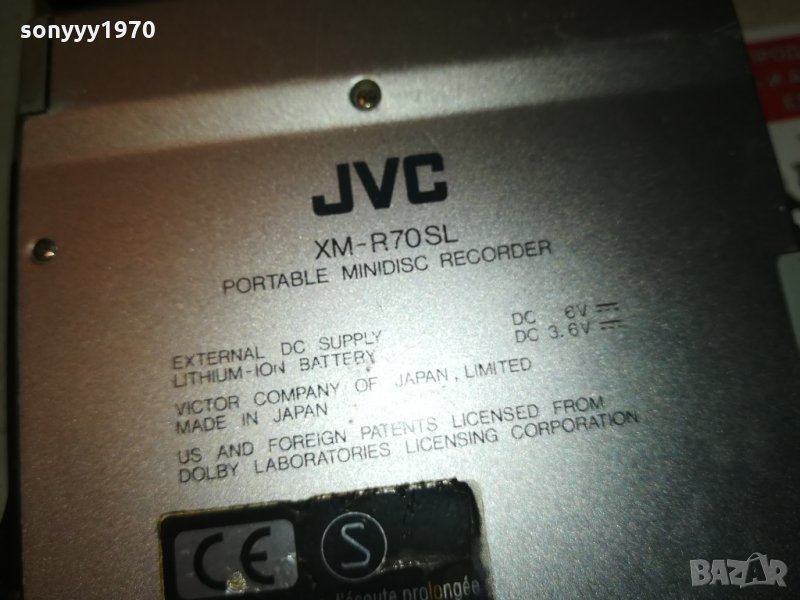 sonyyy1970
JVC
XM-R70SL
PORTABLE MINIDISC RECORDER
EXTERNAL DC SUPPLY DC 6V
LITHIUM-ION BATTERY DC 3.6V
VICTOR COMPANY OF JAPAN, LIMITED
MADE IN JAPAN
US AND FOREIGN PATENTS LICENSED FROM
DOLBY LABORATORIES LICENSING CORPORATION
CE S
l'écoute prolongée
BAZAR